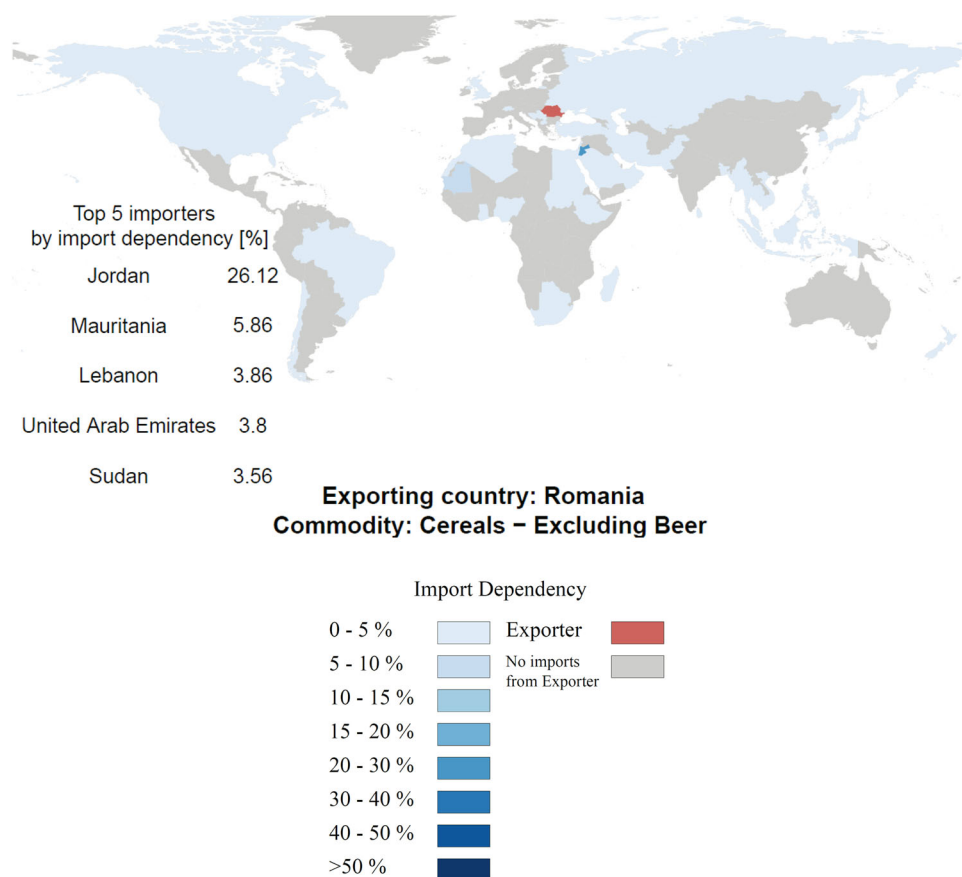 Top 5 importers
by import dependency [%]
Jordan 26.12
Mauritania 5.86
Lebanon 3.86
United Arab Emirates 3.8
Sudan 3.56
Exporting country: Romania
Commodity: Cereals − Excluding Beer
Import Dependency
0 - 5 % Exporter
5 - 10 % No imports
from Exporter
10 - 15 %
15 - 20 %
20 - 30 %
30 - 40 %
40 - 50 %
>50 %